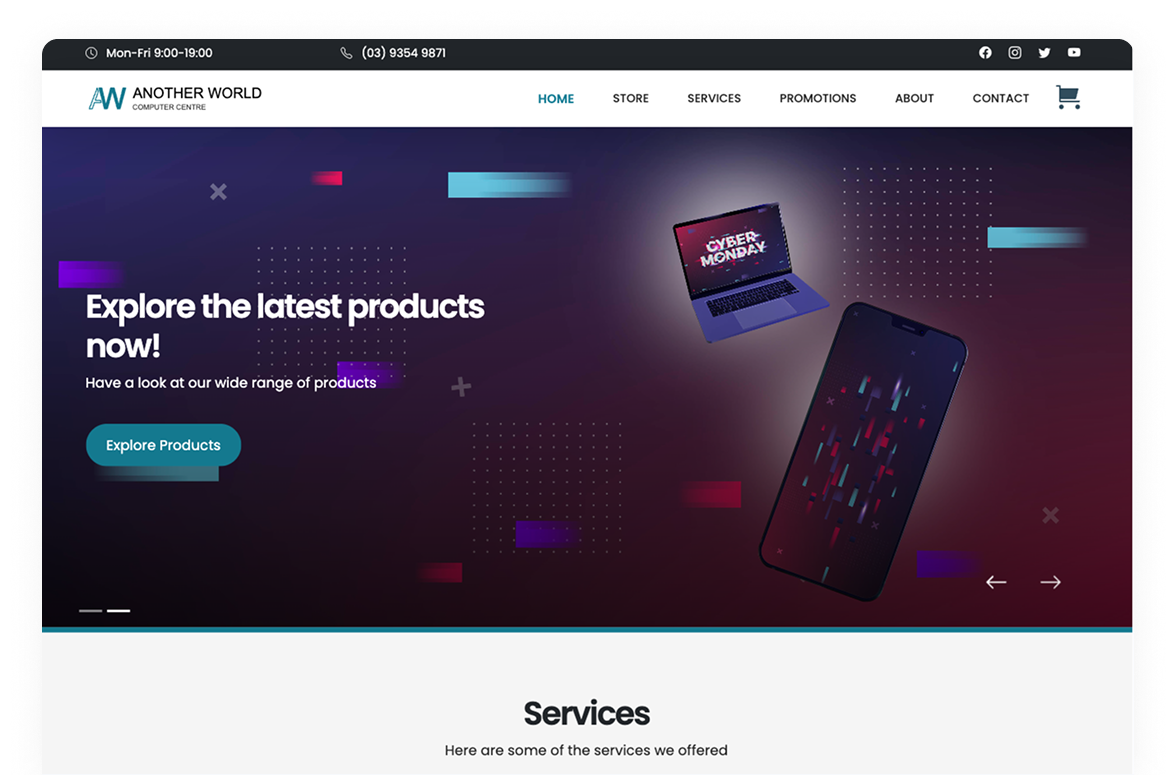 Mon-Fri 9:00-19:00
(03) 9354 9871
AW ANOTHER WORLD
COMPUTER CENTRE
HOME STORE SERVICES PROMOTIONS ABOUT CONTACT
CYBER
MONDAY
Explore the latest products
now!
Have a look at our wide range of products
Explore Products
Services
Here are some of the services we offered